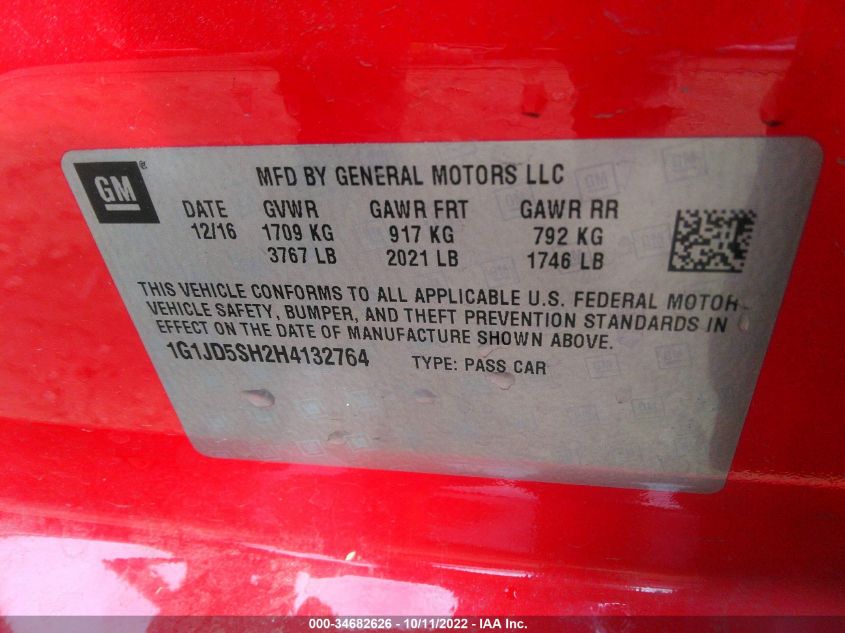 GM ®
MFD BY GENERAL MOTORS LLC
DATE GVWR GAWR FRT GAWR RR
12/16 1709 KG 917 KG 792 KG
3767 LB 2021 LB 1746 LB
THIS VEHICLE CONFORMS TO ALL APPLICABLE U.S. FEDERAL MOTOR
VEHICLE SAFETY, BUMPER, AND THEFT PREVENTION STANDARDS IN
EFFECT ON THE DATE OF MANUFACTURE SHOWN ABOVE.
1G1JD5SH2H4132764 TYPE: PASS CAR
000-34682626 - 10/11/2022 - IAA Inc.